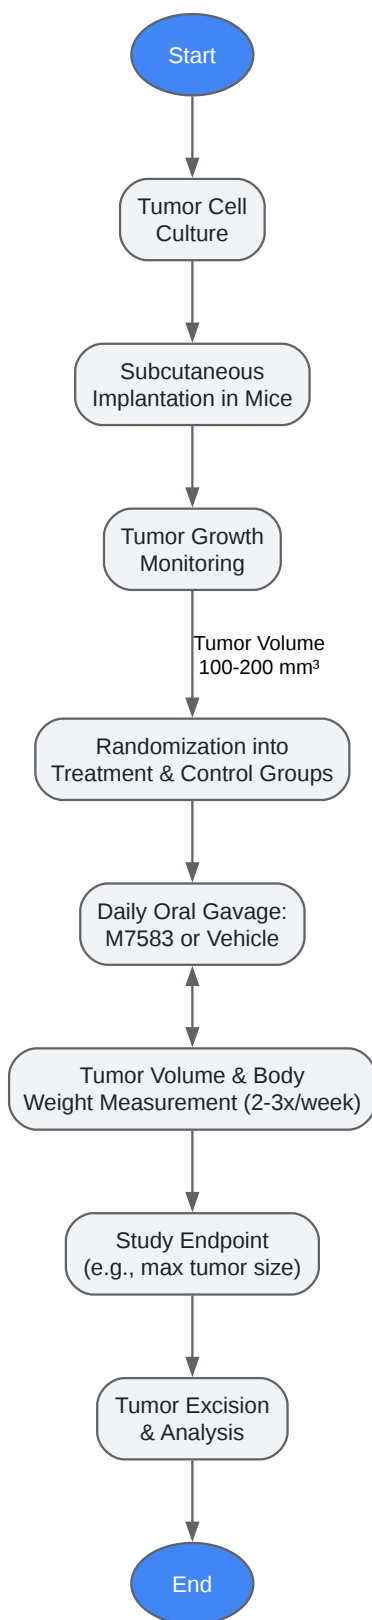 Start
Tumor Cell
Culture
Subcutaneous
Implantation in Mice
Tumor Growth
Monitoring
Tumor Volume
100-200 mm³
Randomization into
Treatment & Control Groups
Daily Oral Gavage:
M7583 or Vehicle
Tumor Volume & Body
Weight Measurement (2-3x/week)
Study Endpoint
(e.g., max tumor size)
Tumor Excision
& Analysis
End